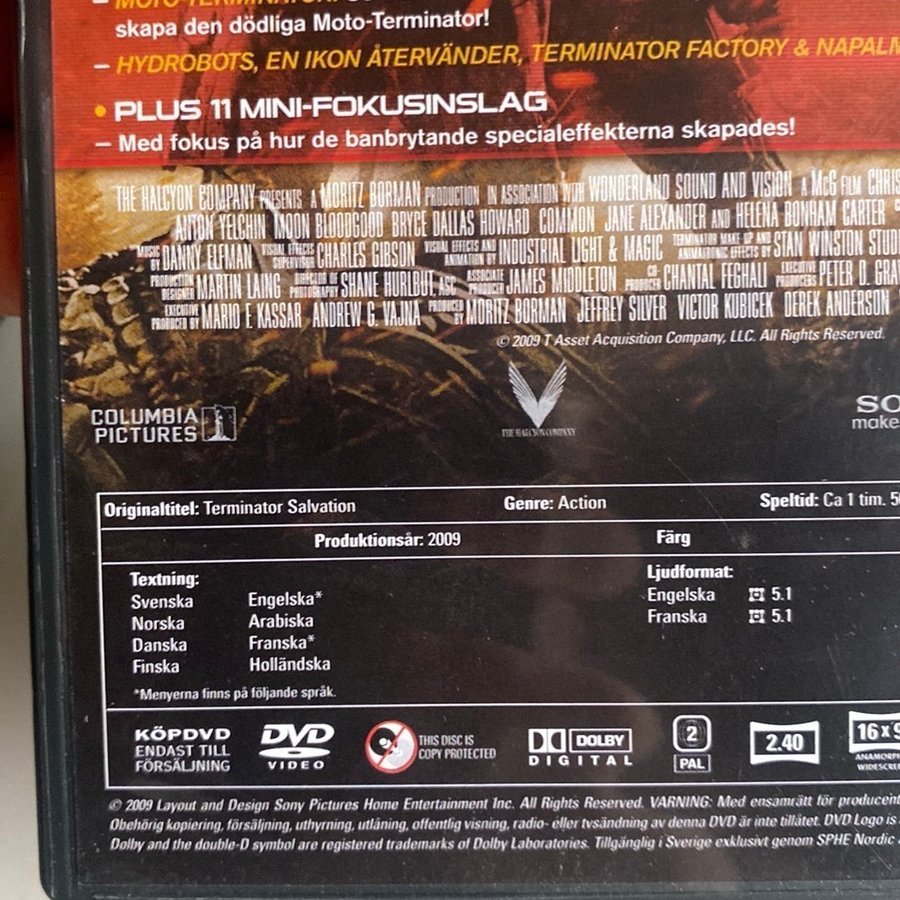 – MOTO-TERMINATOR:
skapa den dödliga Moto-Terminator!
– HYDROBOTS, EN IKON ÅTERVÄNDER, TERMINATOR FACTORY & NAPALM
• PLUS 11 MINI-FOKUSINSLAG
– Med fokus på hur de banbrytande specialeffekterna skapades!
THE HALCYON COMPANY PRESENTS A MORITZ BORMAN PRODUCTION IN ASSOCIATION WITH WONDERLAND SOUND AND VISION A McG FILM CHRIS
ANTON YELCHIN MOON BLOODGOOD BRYCE DALLAS HOWARD COMMON JANE ALEXANDER AND HELENA BONHAM CARTER
MUSIC BY DANNY ELFMAN VISUAL EFFECTS SUPERVISOR CHARLES GIBSON VISUAL EFFECTS AND ANIMATION BY INDUSTRIAL LIGHT & MAGIC TERMINATOR MAKE UP AND ANIMATRONIC EFFECTS BY STAN WINSTON STUD
PRODUCTION DESIGNER MARTIN LAING DIRECTOR OF PHOTOGRAPHY SHANE HURLBUT ASC ASSOCIATE PRODUCER JAMES MIDDLETON CO-PRODUCER CHANTAL FEGHALI EXECUTIVE PRODUCERS PETER D. GRA
EXECUTIVE PRODUCED BY MARIO F. KASSAR ANDREW G. VAJNA PRODUCED BY MORITZ BORMAN JEFFREY SILVER VICTOR KUBICEK DEREK ANDERSON
© 2009 T Asset Acquisition Company, LLC. All Rights Reserved.
COLUMBIA
PICTURES
THE HALCYON COMPANY
SO
make
Originaltitel: Terminator Salvation Genre: Action Speltid: Ca 1 tim. 5
Produktionsår: 2009 Färg
Textning: Ljudformat:
Svenska Engelska* Engelska 5.1
Norska Arabiska Franska 5.1
Danska Franska*
Finska Holländska
*Menyerna finns på följande språk.
KÖPDVD
ENDAST TILL
FÖRSÄLJNING
DVD
VIDEO
THIS DISC IS
COPY PROTECTED
DOLBY
DIGITAL
2
PAL
2.40
16x9
ANAMORPH
WIDESCREE
© 2009 Layout and Design Sony Pictures Home Entertainment Inc. All Rights Reserved. VARNING: Med ensamrätt för producent
Obehörig kopiering, försäljning, uthyrning, utlåning, offentlig visning, radio- eller tvsändning av denna DVD är inte tillåtet. DVD Logo is
Dolby and the double-D symbol are registered trademarks of Dolby Laboratories. Tillgänglig i Sverige exklusivt genom SPHE Nordic